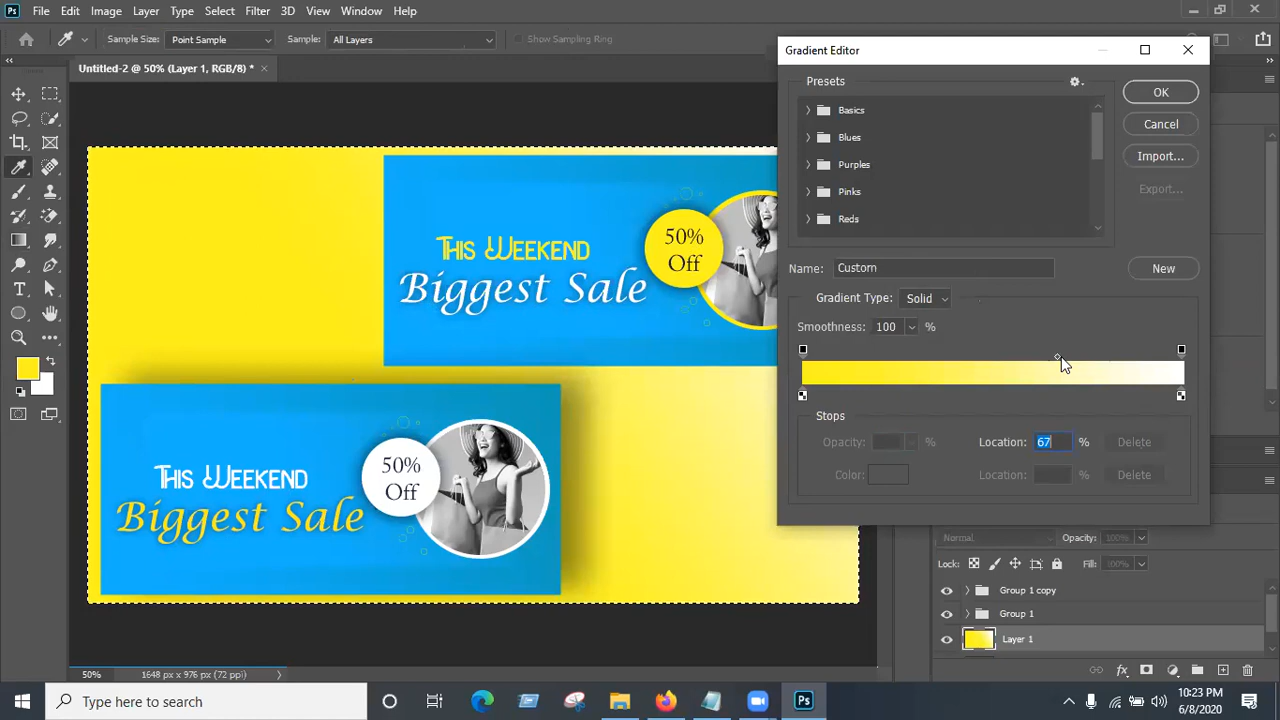 Ps File Edit Image Layer Type Select Filter 3D View Window Help
Sample Size: Point Sample Sample: All Layers Show Sampling Ring
Untitled-2 @ 50% (Layer 1, RGB/8) *
This Weekend
Biggest Sale
50%
Off
This Weekend
Biggest Sale
50%
Off
50% 1648 px x 976 px (72 ppi)
Gradient Editor
Presets
Basics
Blues
Purples
Pinks
Reds
OK
Cancel
Import...
Export...
Name: Custom New
Gradient Type: Solid
Smoothness: 100 %
Stops
Opacity: % Location: 67 % Delete
Color: Location: % Delete
Normal Opacity: 100%
Lock: Fill: 100%
Group 1 copy
Group 1
Layer 1
Type here to search
Ps
10:23 PM
6/8/2020